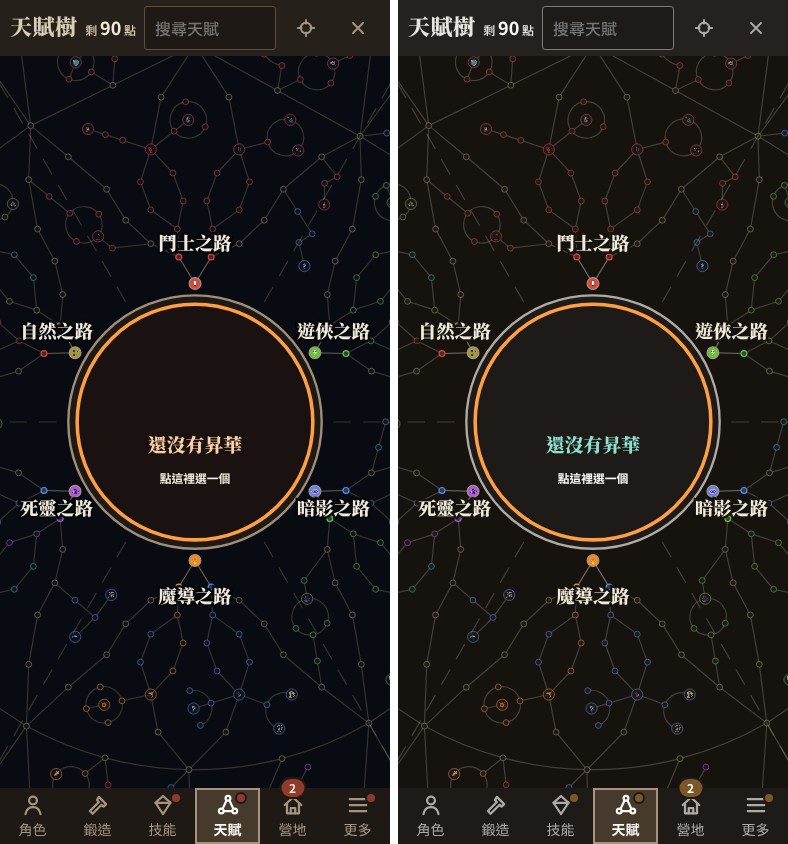 天賦樹 剩 90 點 搜尋天賦
鬥士之路
自然之路 遊俠之路
還沒有昇華
點這裡選一個
死靈之路 暗影之路
魔導之路
2
角色 鍛造 技能 天賦 營地 更多
天賦樹 剩 90 點 搜尋天賦
鬥士之路
自然之路 遊俠之路
還沒有昇華
點這裡選一個
死靈之路 暗影之路
魔導之路
2
角色 鍛造 技能 天賦 營地 更多